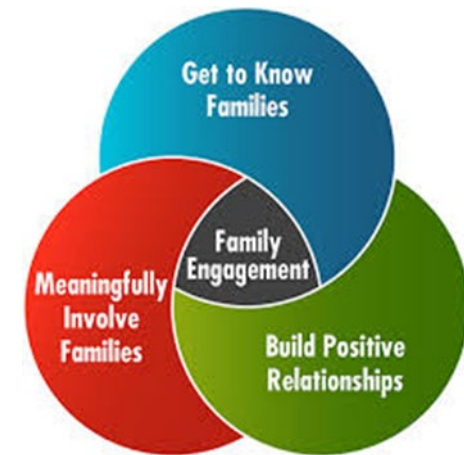 Get to Know
Families
Family
Engagement
Meaningfully
Involve
Families
Build Positive
Relationships